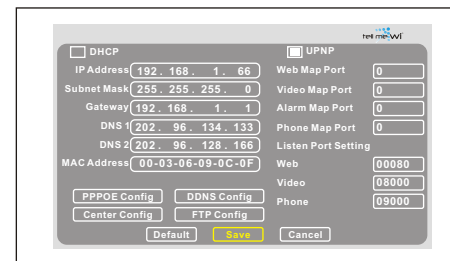 tell me Wi
DHCP
UPNP
IP Address 192. 168. 1. 66
Web Map Port 0
Subnet Mask 255. 255. 255. 0
Video Map Port 0
Gateway 192. 168. 1. 1
Alarm Map Port 0
DNS 1 202. 96. 134. 133
Phone Map Port 0
DNS 2 202. 96. 128. 166
Listen Port Setting
MAC Address 00-03-06-09-0C-0F
Web 00080
Video 08000
PPPOE Config DDNS Config
Phone 09000
Center Config FTP Config
Default Save Cancel